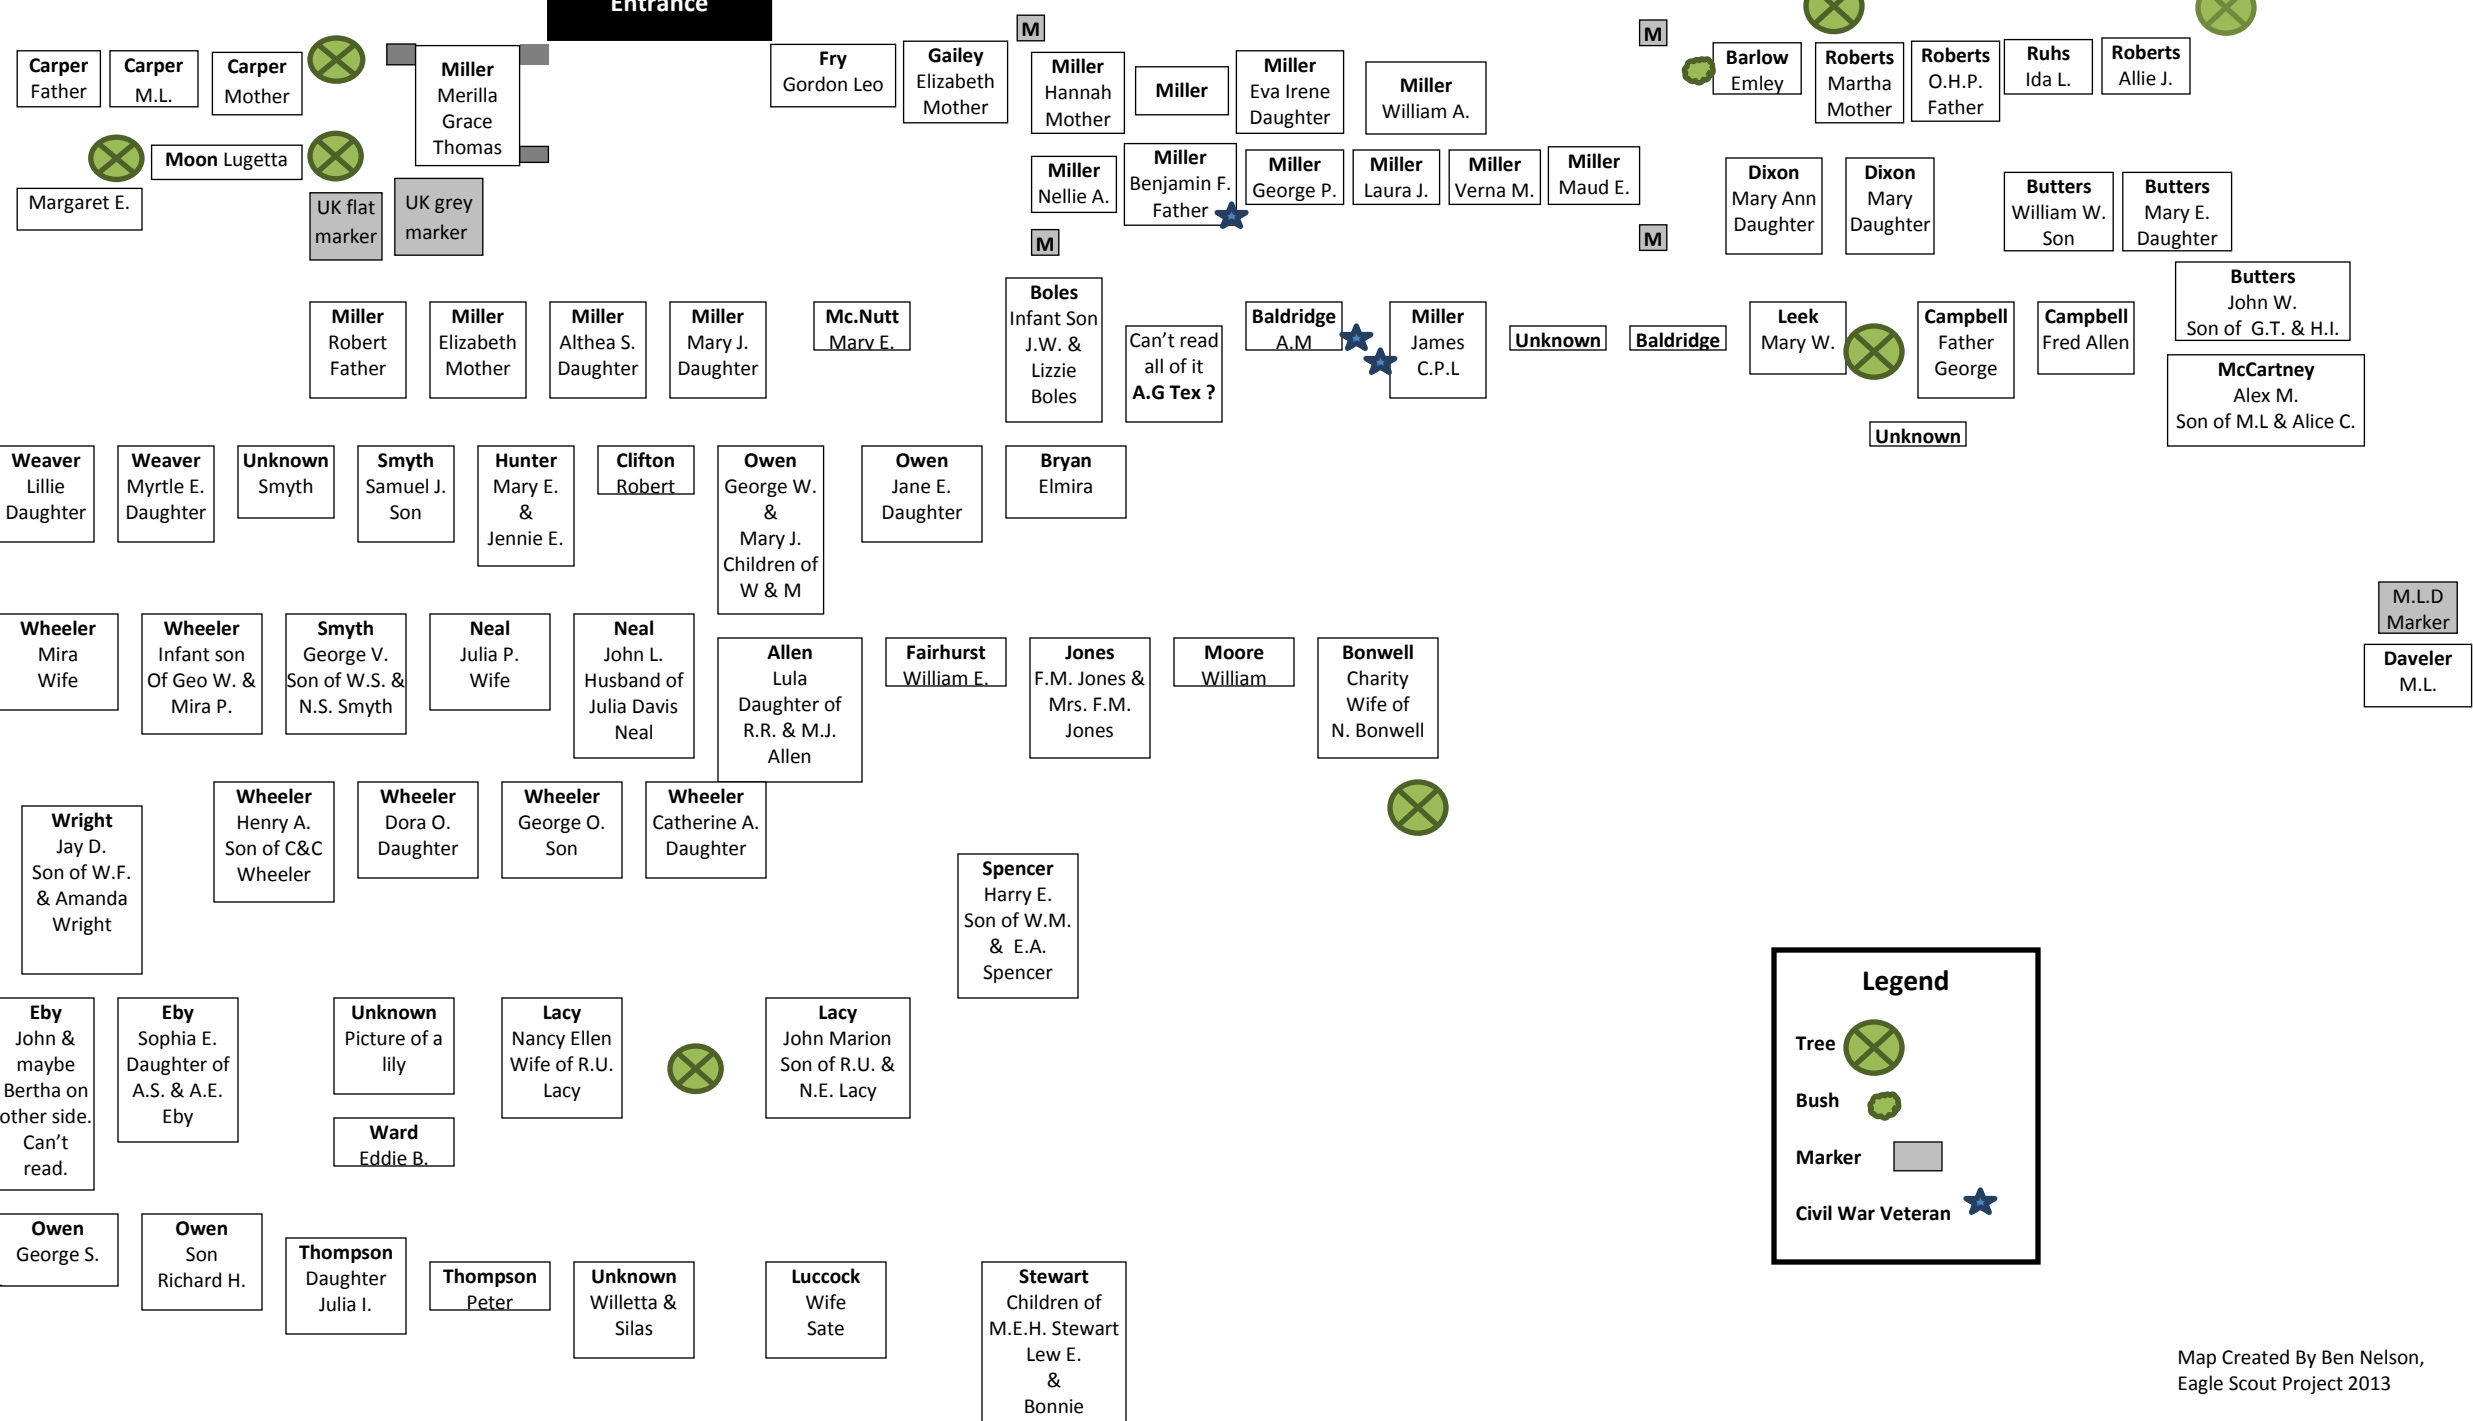 Entrance
M
M
Carper
Father
Carper
M.L.
Carper
Mother
Miller
Merilla
Grace
Thomas
Fry
Gordon Leo
Gailey
Elizabeth
Mother
Miller
Hannah
Mother
Miller
Miller
Eva Irene
Daughter
Miller
William A.
Barlow
Emley
Roberts
Martha
Mother
Roberts
O.H.P.
Father
Ruhs
Ida L.
Roberts
Allie J.
Moon Lugetta
Margaret E.
UK flat
marker
UK grey
marker
Miller
Nellie A.
Miller
Benjamin F.
Father
Miller
George P.
Miller
Laura J.
Miller
Verna M.
Miller
Maud E.
Dixon
Mary Ann
Daughter
Dixon
Mary
Daughter
Butters
William W.
Son
Butters
Mary E.
Daughter
M
M
Miller
Robert
Father
Miller
Elizabeth
Mother
Miller
Althea S.
Daughter
Miller
Mary J.
Daughter
Mc.Nutt
Mary E.
Boles
Infant Son
J.W. &
Lizzie
Boles
Can't read
all of it
A.G Tex ?
Baldridge
A.M
Miller
James
C.P.L
Unknown
Baldridge
Leek
Mary W.
Campbell
Father
George
Campbell
Fred Allen
Butters
John W.
Son of  G.T. & H.I.
McCartney
Alex M.
Son of M.L & Alice C.
Unknown
Weaver
Lillie
Daughter
Weaver
Myrtle E.
Daughter
Unknown
Smyth
Smyth
Samuel J.
Son
Hunter
Mary E.
&
Jennie E.
Clifton
Robert
Owen
George W.
&
Mary J.
Children of
W & M
Owen
Jane E.
Daughter
Bryan
Elmira
M.L.D
Marker
Daveler
M.L.
Wheeler
Mira
Wife
Wheeler
Infant son
Of Geo W. &
Mira P.
Smyth
George V.
Son of W.S. &
N.S. Smyth
Neal
Julia P.
Wife
Neal
John L.
Husband of
Julia Davis
Neal
Allen
Lula
Daughter of
R.R. & M.J.
Allen
Fairhurst
William E.
Jones
F.M. Jones &
Mrs. F.M.
Jones
Moore
William
Bonwell
Charity
Wife of
N. Bonwell
Wright
Jay D.
Son of W.F.
& Amanda
Wright
Wheeler
Henry A.
Son of C&C
Wheeler
Wheeler
Dora O.
Daughter
Wheeler
George O.
Son
Wheeler
Catherine A.
Daughter
Spencer
Harry E.
Son of W.M.
&  E.A.
Spencer
Eby
John &
maybe
Bertha on
other side.
Can't
read.
Eby
Sophia E.
Daughter of
A.S. & A.E.
Eby
Unknown
Picture of a
lily
Lacy
Nancy Ellen
Wife of R.U.
Lacy
Lacy
John Marion
Son of R.U. &
N.E. Lacy
Ward
Eddie B.
Owen
George S.
Owen
Son
Richard H.
Thompson
Daughter
Julia I.
Thompson
Peter
Unknown
Willetta &
Silas
Luccock
Wife
Sate
Stewart
Children of
M.E.H. Stewart
Lew E.
&
Bonnie
Legend
Tree
Bush
Marker
Civil War Veteran
Map Created By Ben Nelson,
Eagle Scout Project 2013